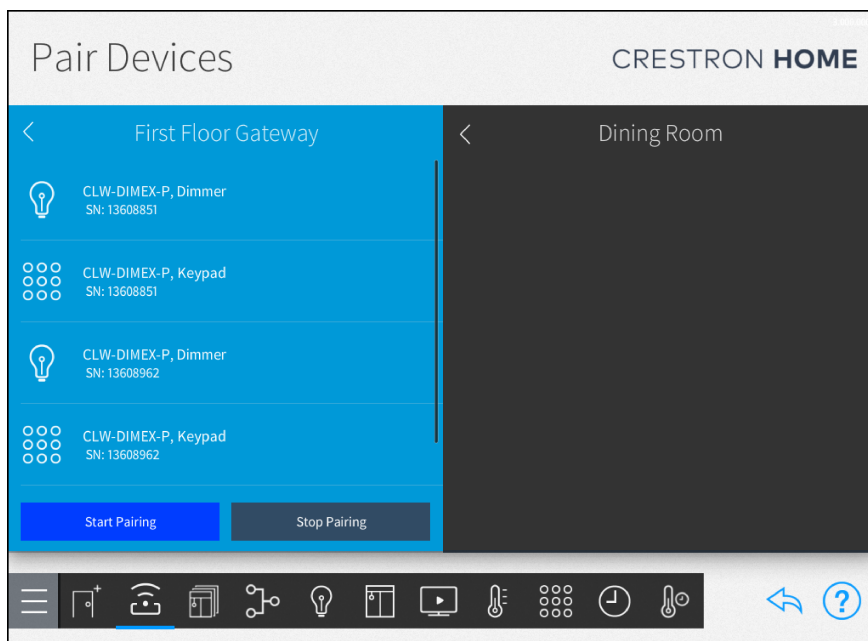 Pair Devices
CRESTRON HOME
First Floor Gateway
Dining Room
CLW-DIMEX-P, Dimmer
SN: 13608851
CLW-DIMEX-P, Keypad
SN: 13608851
CLW-DIMEX-P, Dimmer
SN: 13608962
CLW-DIMEX-P, Keypad
SN: 13608962
Start Pairing
Stop Pairing
?